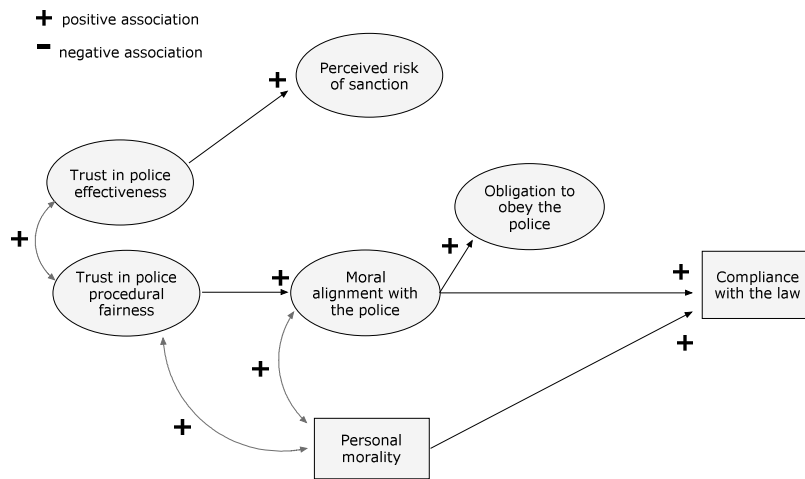 + positive association
- negative association
+
Perceived risk
of sanction
Trust in police
effectiveness
Obligation to
obey the
police
+
+
Trust in police
procedural
fairness
+
Moral
alignment with
the police
+
Compliance
with the law
+
+
+
Personal
morality